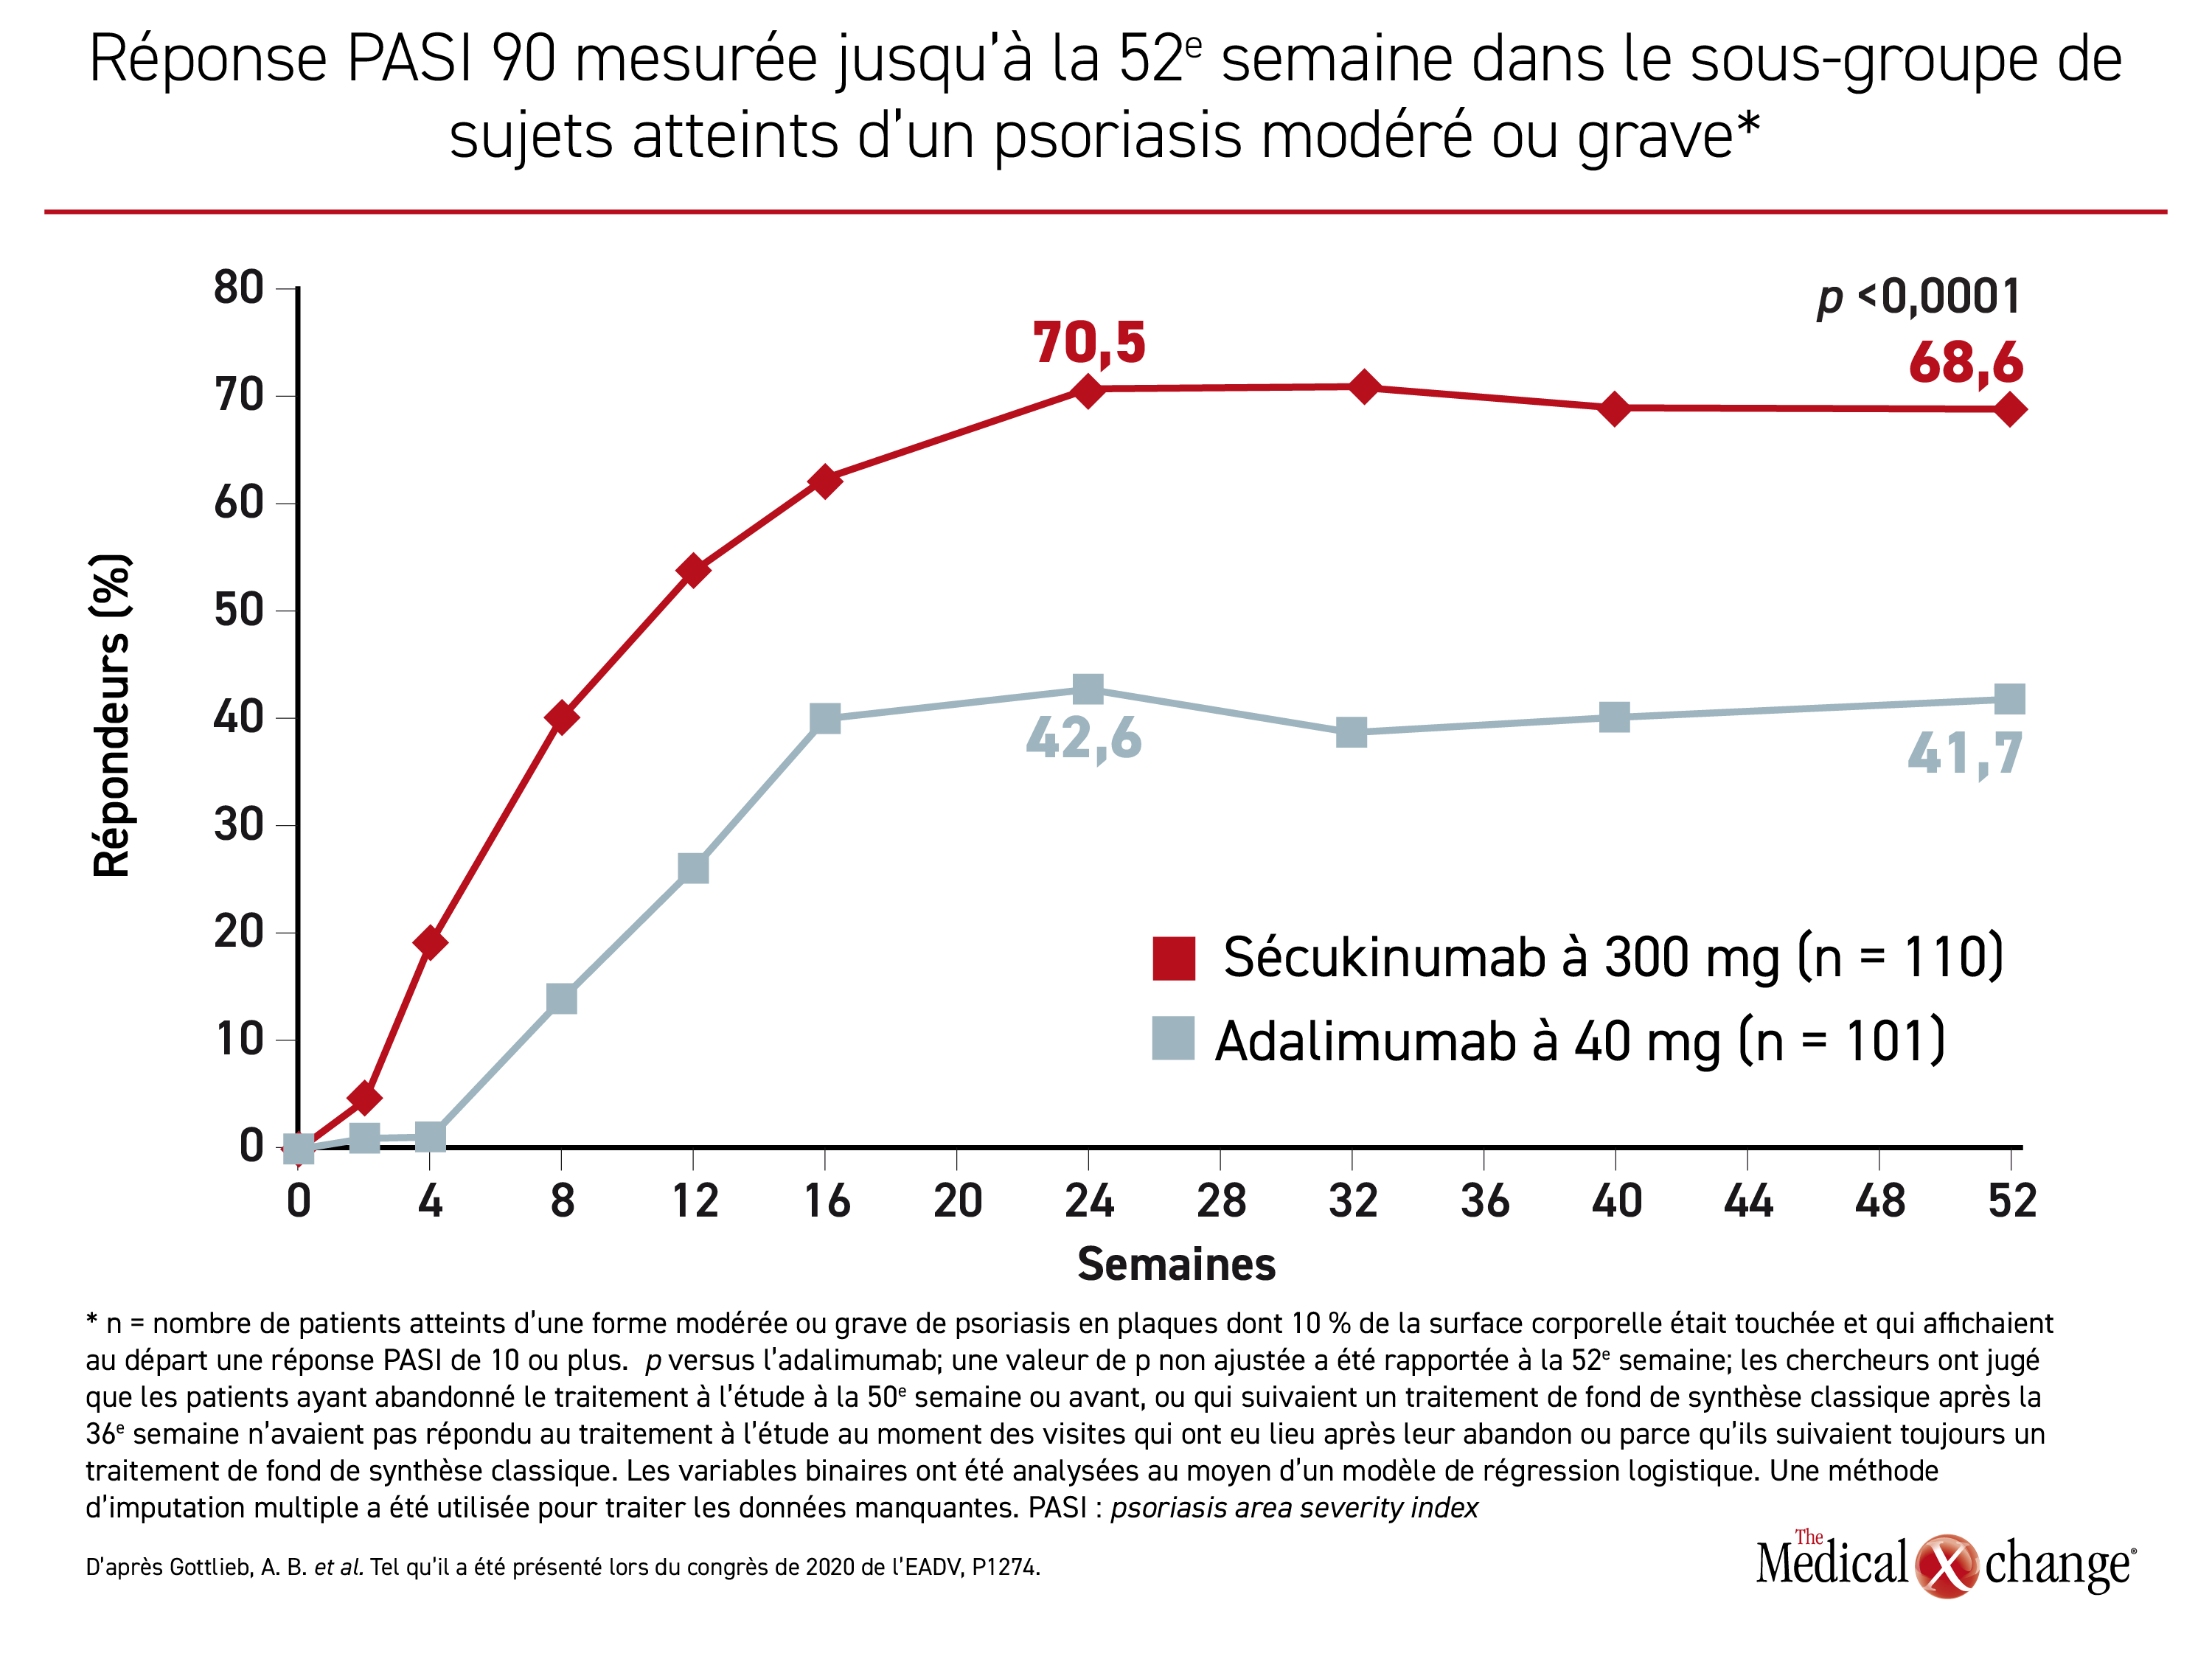 Réponse PASI 90 mesurée jusqu’à la 52e semaine dans le sous-groupe de
sujets atteints d’un psoriasis modéré ou grave*
80
70
60
50
40
30
20
10
0
Répondeurs (%)
p <0,0001
70,5
68,6
42,6
41,7
Sécukinumab à 300 mg (n = 110)
Adalimumab à 40 mg (n = 101)
0 4 8 12 16 20 24 28 32 36 40 44 48 52
Semaines
* n = nombre de patients atteints d’une forme modérée ou grave de psoriasis en plaques dont 10 % de la surface corporelle était touchée et qui affichaient
au départ une réponse PASI de 10 ou plus. p versus l’adalimumab; une valeur de p non ajustée a été rapportée à la 52e semaine; les chercheurs ont jugé
que les patients ayant abandonné le traitement à l’étude à la 50e semaine ou avant, ou qui suivaient un traitement de fond de synthèse classique après la
36e semaine n’avaient pas répondu au traitement à l’étude au moment des visites qui ont eu lieu après leur abandon ou parce qu’ils suivaient toujours un
traitement de fond de synthèse classique. Les variables binaires ont été analysées au moyen d’un modèle de régression logistique. Une méthode
d’imputation multiple a été utilisée pour traiter les données manquantes. PASI : psoriasis area severity index
D’après Gottlieb, A. B. et al. Tel qu’il a été présenté lors du congrès de 2020 de l’EADV, P1274.
The
Medical X change®